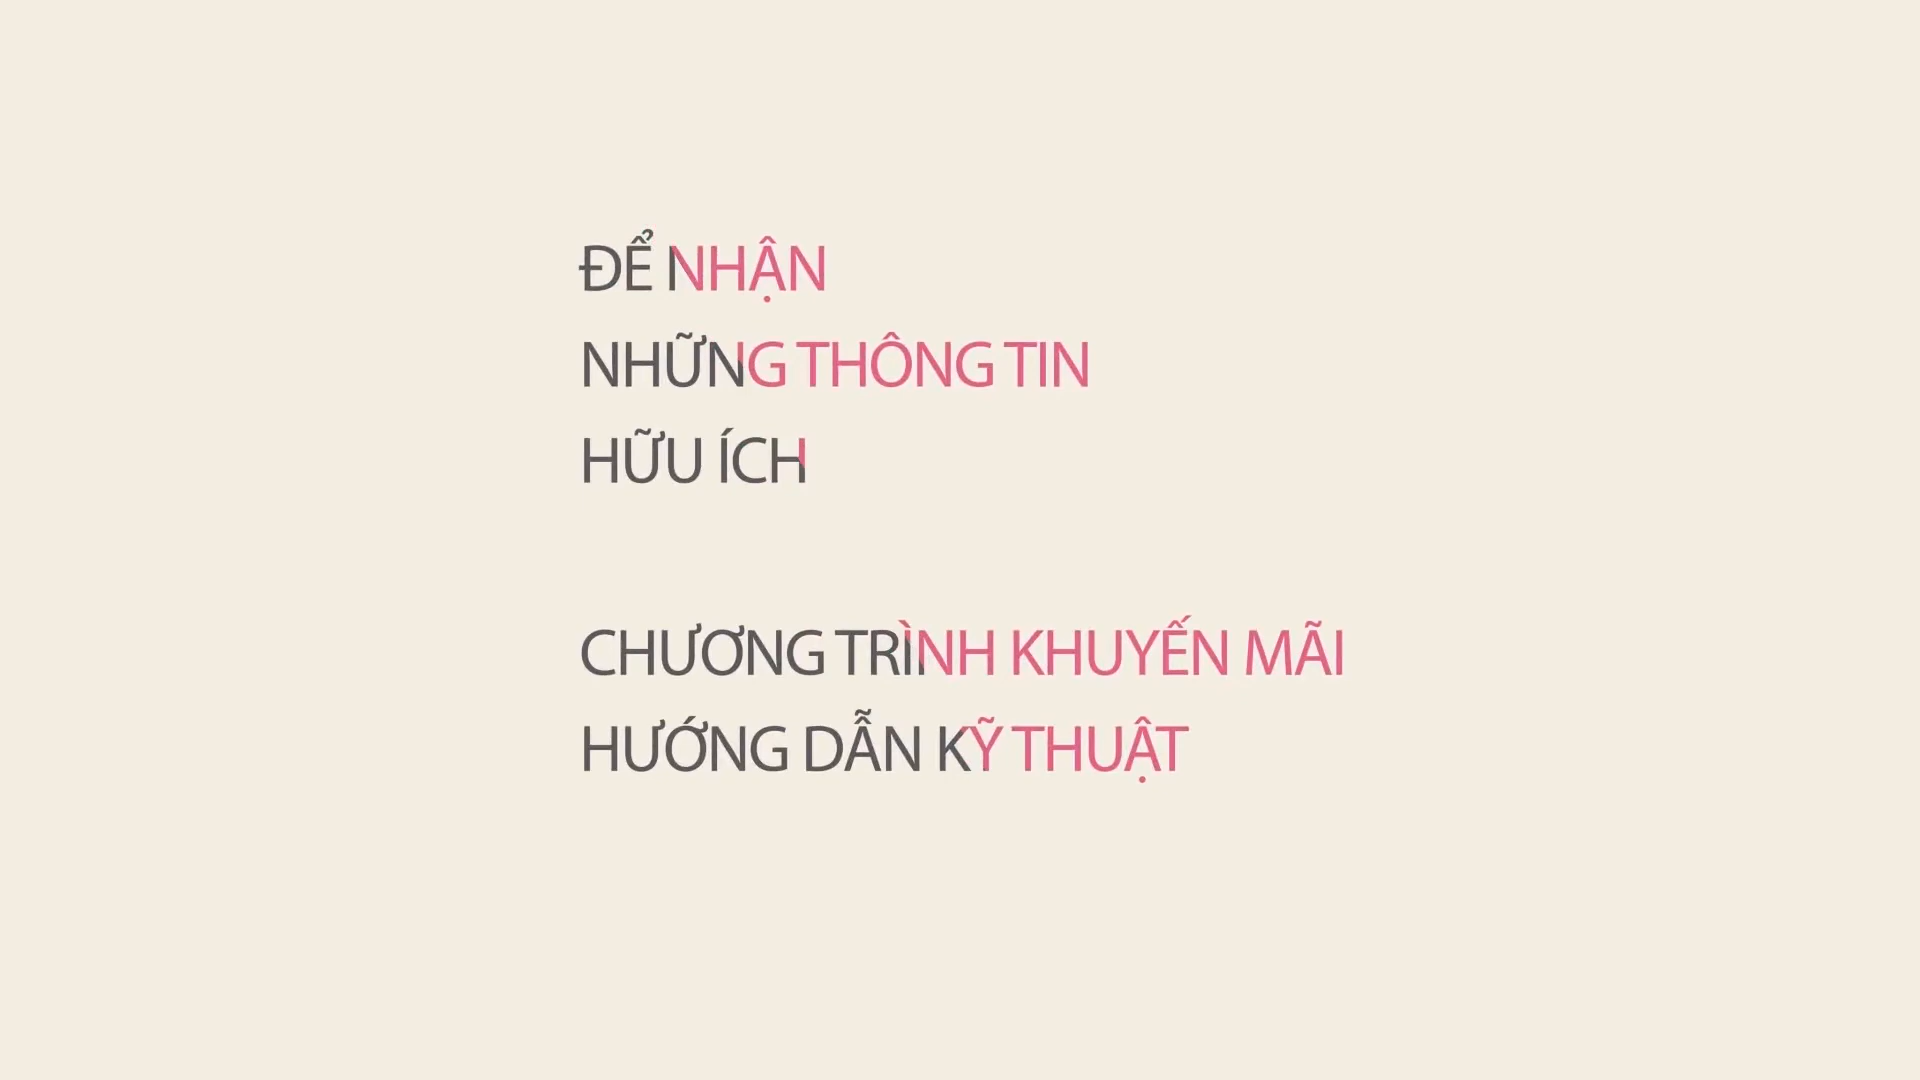 ĐỂ NHẬN
NHỮNG THÔNG TIN
HỮU ÍCH
CHƯƠNG TRÌNH KHUYẾN MÃI
HƯỚNG DẪN KỸ THUẬT